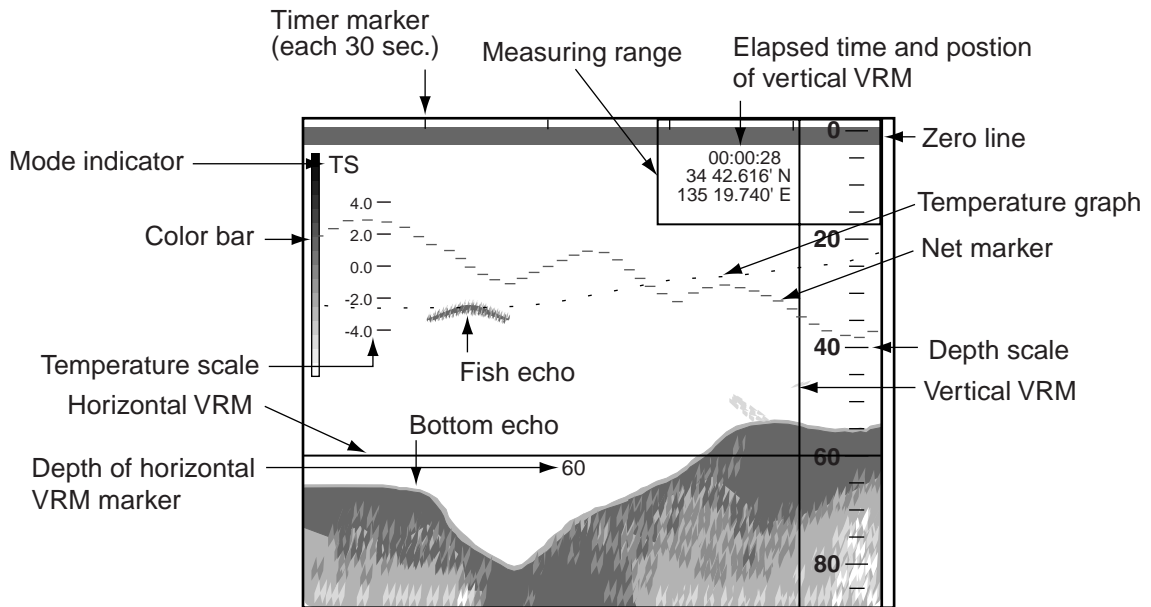 Timer marker
(each 30 sec.)
Measuring range
Elapsed time and postion
of vertical VRM
Mode indicator
TS
00:00:28
34 42.616' N
135 19.740' E
0
Zero line
Color bar
4.0
2.0
0.0
-2.0
-4.0
Temperature graph
20
Net marker
Temperature scale
Fish echo
40
Depth scale
Horizontal VRM
Bottom echo
Vertical VRM
Depth of horizontal
VRM marker
60
60
80